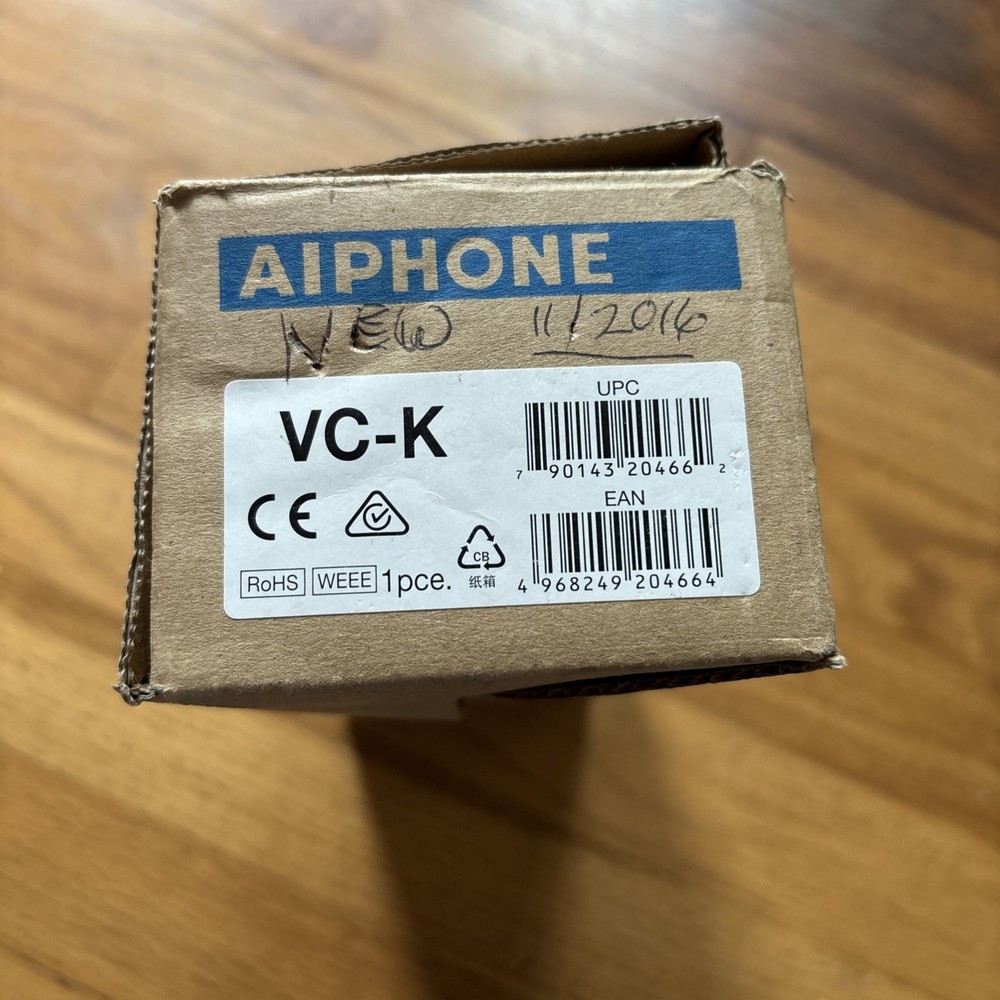 AIPHONE
NEW 11/2016
VC-K
UPC
7 90143 20466 2
CE
EAN
4 968249 204664
RoHS WEEE 1pce.
CB
纸箱